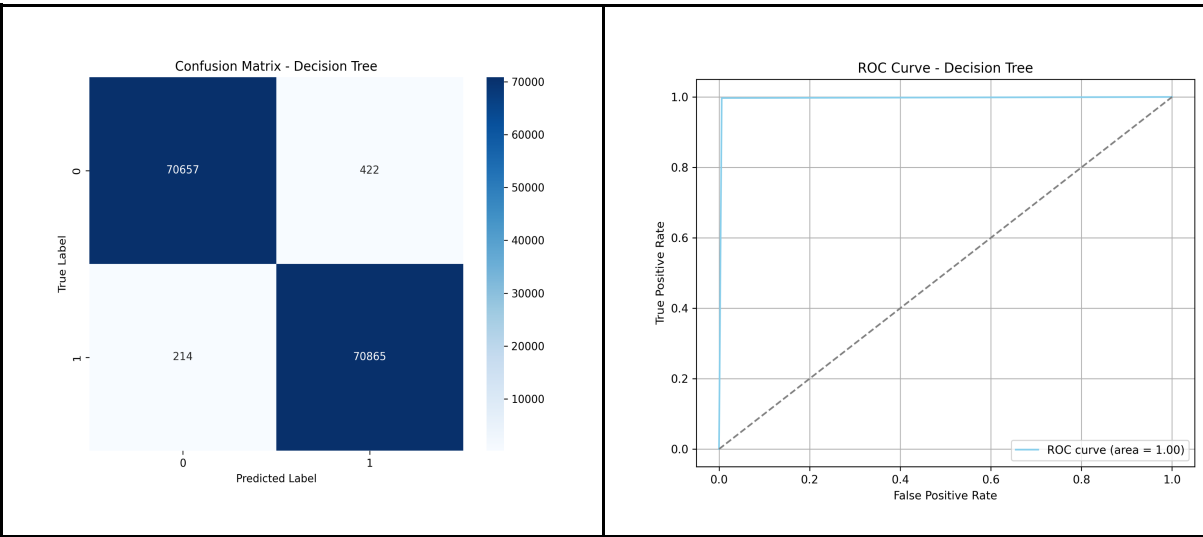 Confusion Matrix - Decision Tree
70657 422
214 70865
0
1
True Label
0 1
Predicted Label
70000
60000
50000
40000
30000
20000
10000
ROC Curve - Decision Tree
1.0
0.8
0.6
0.4
0.2
0.0
True Positive Rate
ROC curve (area = 1.00)
0.0 0.2 0.4 0.6 0.8 1.0
False Positive Rate